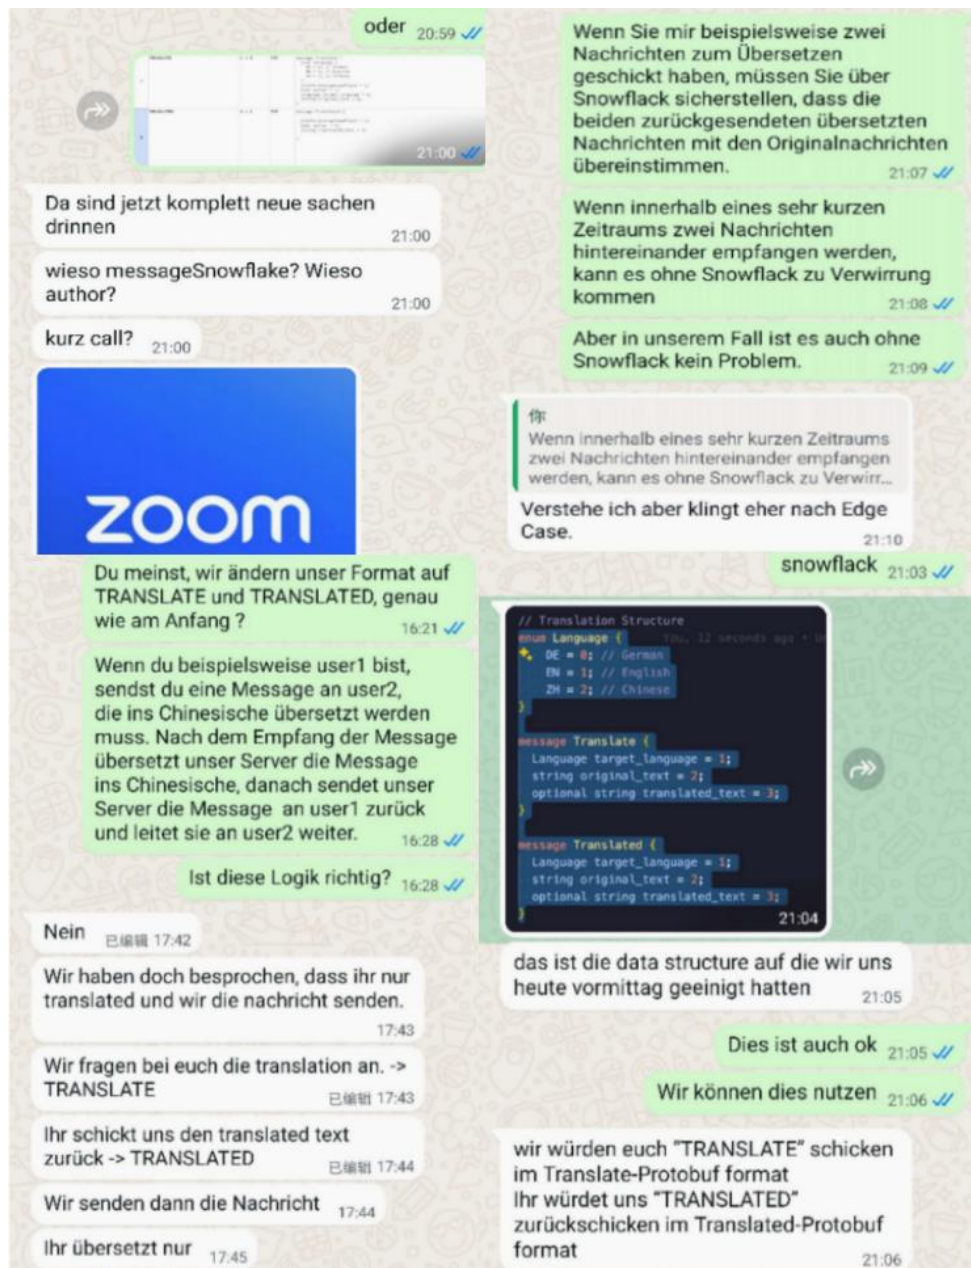 oder 20:59
21:00
Da sind jetzt komplett neue sachen
drinnen
21:00
wieso messageSnowflake? Wieso
author?
21:00
kurz call? 21:00
zoom
Du meinst, wir ändern unser Format auf
TRANSLATE und TRANSLATED, genau
wie am Anfang ?
16:21
Wenn du beispielsweise user1 bist,
sendst du eine Message an user2,
die ins Chinesische übersetzt werden
muss. Nach dem Empfang der Message
übersetzt unser Server die Message
ins Chinesische, danach sendet unser
Server die Message an user1 zurück
und leitet sie an user2 weiter.
16:28
Ist diese Logik richtig? 16:28
Nein 已编辑 17:42
Wir haben doch besprochen, dass ihr nur
translated und wir die nachricht senden.
17:43
Wir fragen bei euch die translation an. ->
TRANSLATE
已编辑 17:43
Ihr schickt uns den translated text
zurück -> TRANSLATED
已编辑 17:44
Wir senden dann die Nachricht 17:44
Ihr übersetzt nur 17:45
Wenn Sie mir beispielsweise zwei
Nachrichten zum Übersetzen
geschickt haben, müssen Sie über
Snowflack sicherstellen, dass die
beiden zurückgesendeten übersetzten
Nachrichten mit den Originalnachrichten
übereinstimmen.
21:07
Wenn innerhalb eines sehr kurzen
Zeitraums zwei Nachrichten
hintereinander empfangen werden,
kann es ohne Snowflack zu Verwirrung
kommen
21:08
Aber in unserem Fall ist es auch ohne
Snowflack kein Problem.
21:09
你
Wenn innerhalb eines sehr kurzen Zeitraums
zwei Nachrichten hintereinander empfangen
werden, kann es ohne Snowflack zu Verwirr...
Verstehe ich aber klingt eher nach Edge
Case.
21:10
snowflack 21:03
// Translation Structure
enum Language { You, 12 seconds ago
DE = 0; // German
EN = 1; // English
ZH = 2; // Chinese
}
message Translate {
Language target_language = 1;
string original_text = 2;
optional string translated_text = 3;
}
message Translated {
Language target_language = 1;
string original_text = 2;
optional string translated_text = 3;
}
21:04
das ist die data structure auf die wir uns
heute vormittag geeinigt hatten
21:05
Dies ist auch ok 21:05
Wir können dies nutzen 21:06
wir würden euch "TRANSLATE" schicken
im Translate-Protobuf format
Ihr würdet uns "TRANSLATED"
zurückschicken im Translated-Protobuf
format
21:06